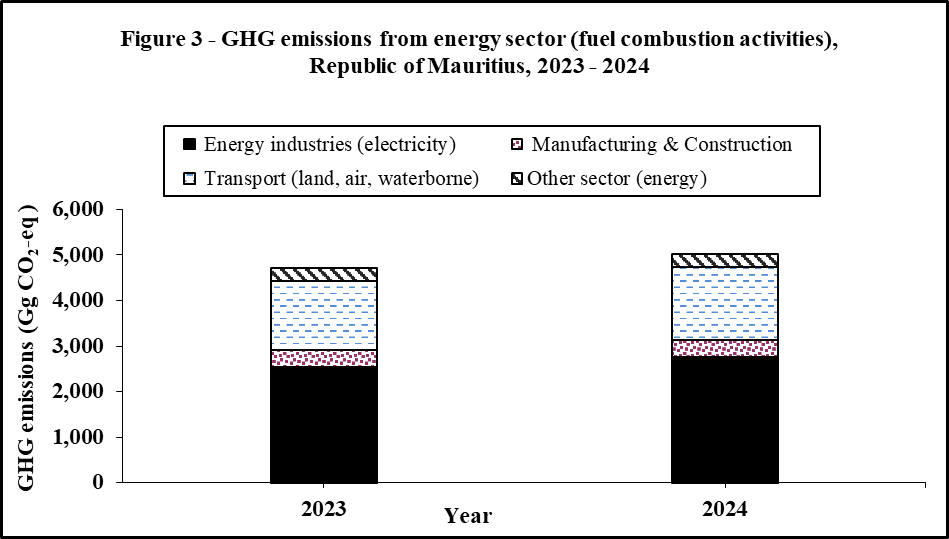 Figure 3 - GHG emissions from energy sector (fuel combustion activities),
Republic of Mauritius, 2023 - 2024
Energy industries (electricity)
Manufacturing & Construction
Transport (land, air, waterborne)
Other sector (energy)
GHG emissions (Gg CO₂-eq )
6,000
5,000
4,000
3,000
2,000
1,000
0
2023
2024
Year